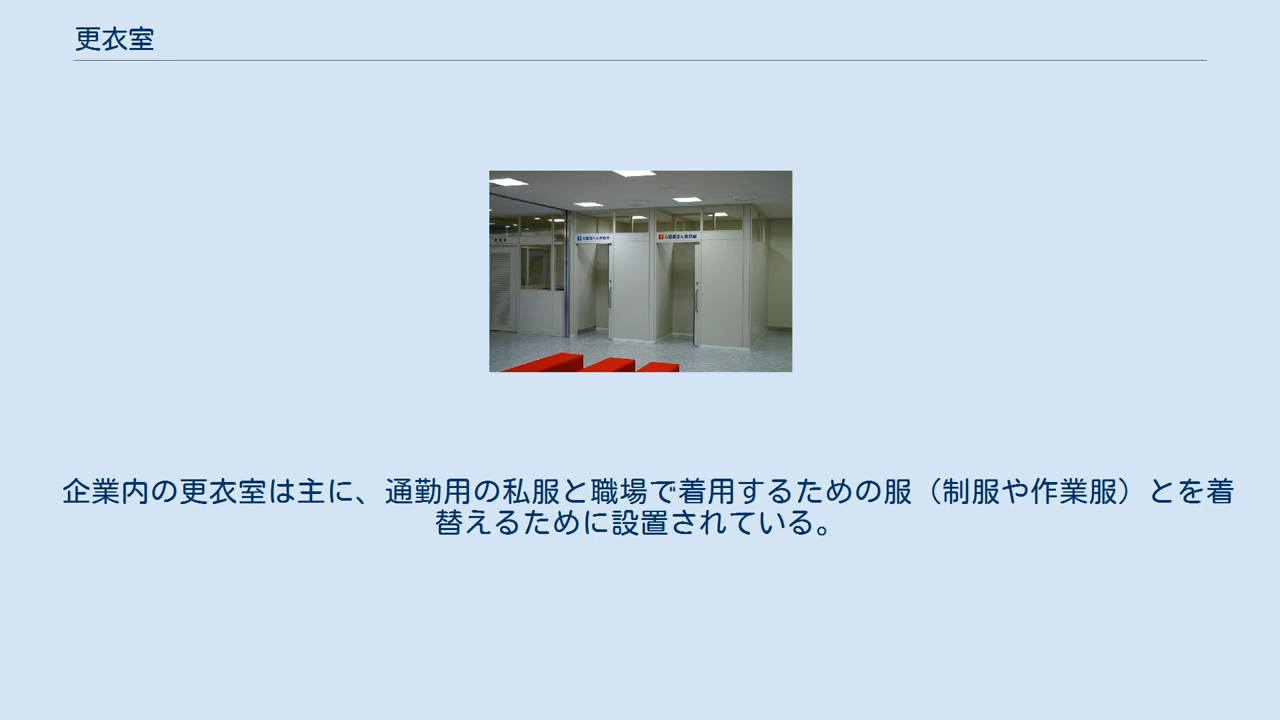 更衣室
企業内の更衣室は主に、通勤用の私服と職場で着用するための服（制服や作業服）とを着
替えるために設置されている。